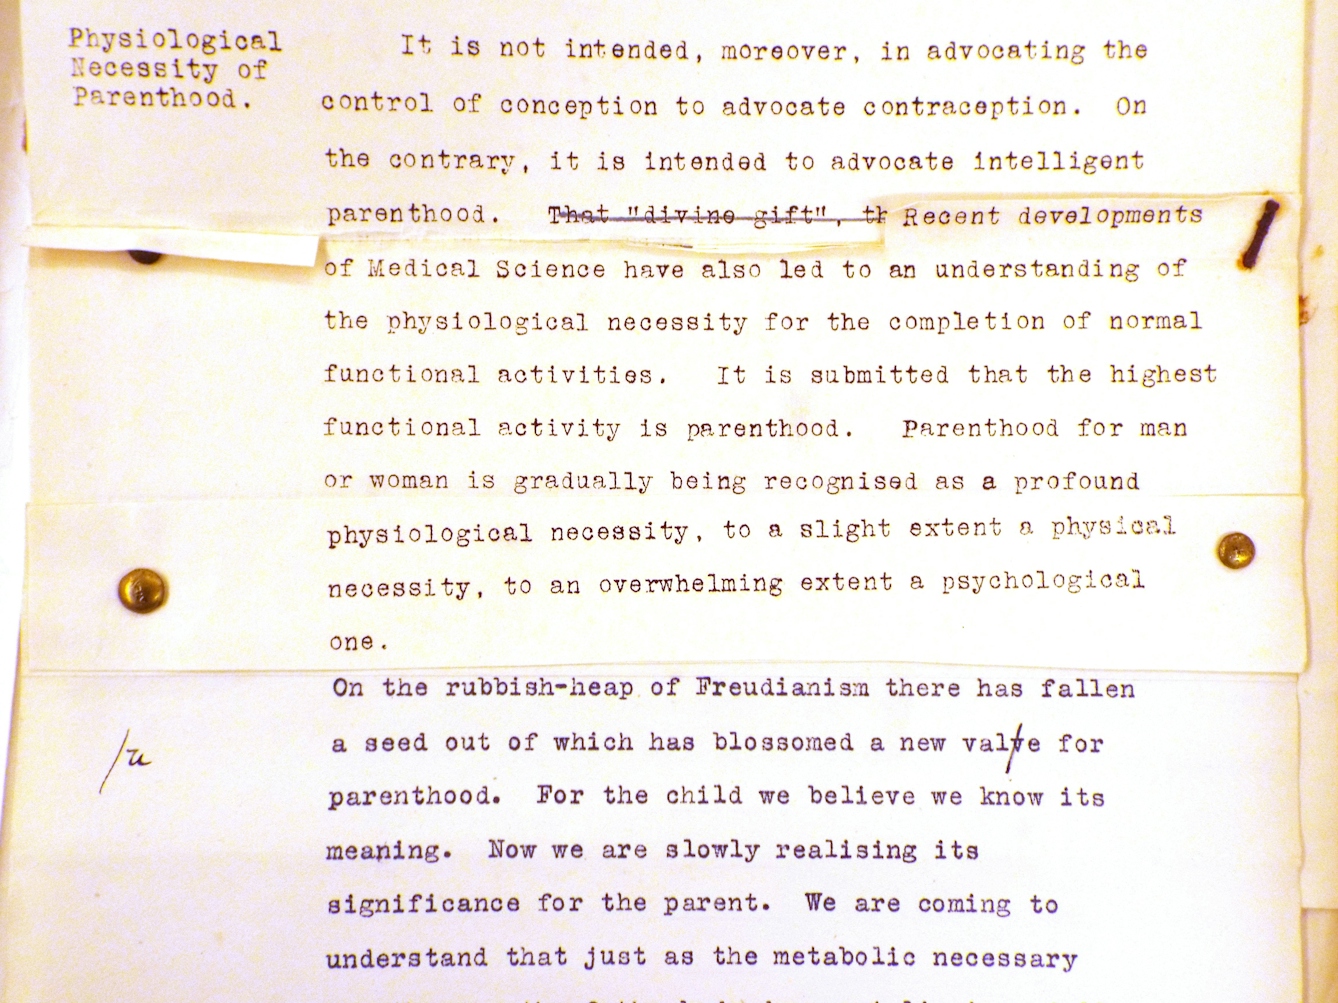 Physiological
Necessity of
Parenthood.
It is not intended, moreover, in advocating the
control of conception to advocate contraception. On
the contrary, it is intended to advocate intelligent
parenthood. That "divine gift", th Recent developments
of Medical Science have also led to an understanding of
the physiological necessity for the completion of normal
functional activities. It is submitted that the highest
functional activity is parenthood. Parenthood for man
or woman is gradually being recognised as a profound
physiological necessity, to a slight extent a physical
necessity, to an overwhelming extent a psychological
one.
On the rubbish-heap of Freudianism there has fallen
a seed out of which has blossomed a new valve for
/u
parenthood. For the child we believe we know its
meaning. Now we are slowly realising its
significance for the parent. We are coming to
understand that just as the metabolic necessary